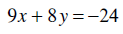 9x + 8y = −24